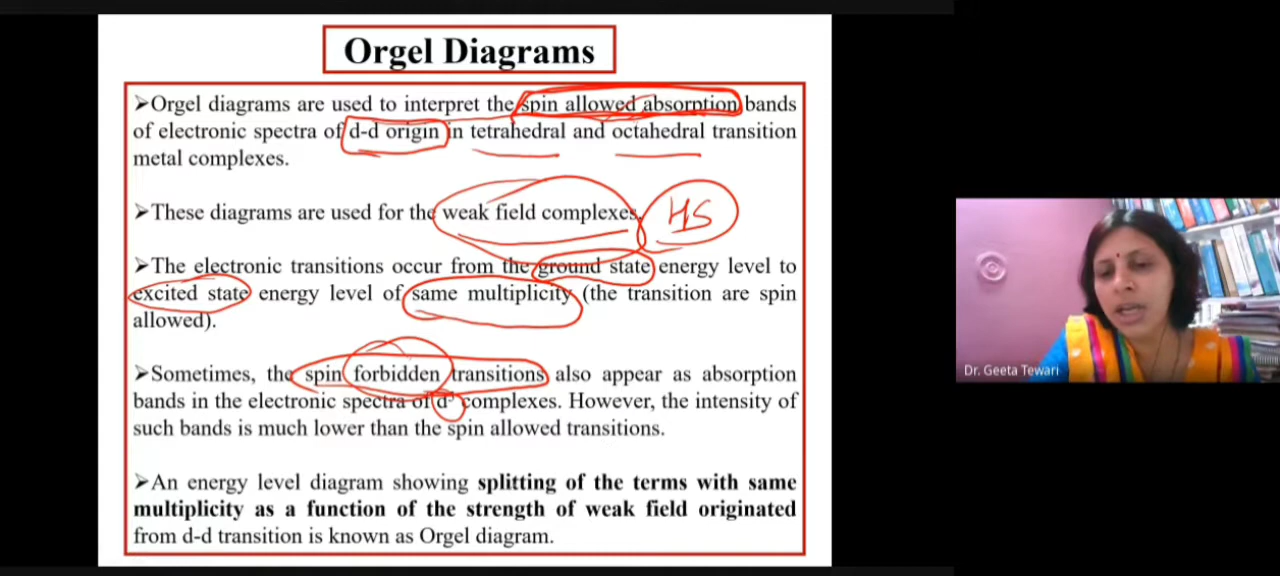 Orgel Diagrams
➢Orgel diagrams are used to interpret the spin allowed absorption bands
of electronic spectra of d-d origin in tetrahedral and octahedral transition
metal complexes.
➢These diagrams are used for the weak field complexes. HS
➢The electronic transitions occur from the ground state energy level to
excited state energy level of same multiplicity (the transition are spin
allowed).
➢Sometimes, the spin forbidden transitions also appear as absorption
bands in the electronic spectra of complexes. However, the intensity of
such bands is much lower than the spin allowed transitions.
➢An energy level diagram showing splitting of the terms with same
multiplicity as a function of the strength of weak field originated
from d-d transition is known as Orgel diagram.
Dr. Geeta Tewari